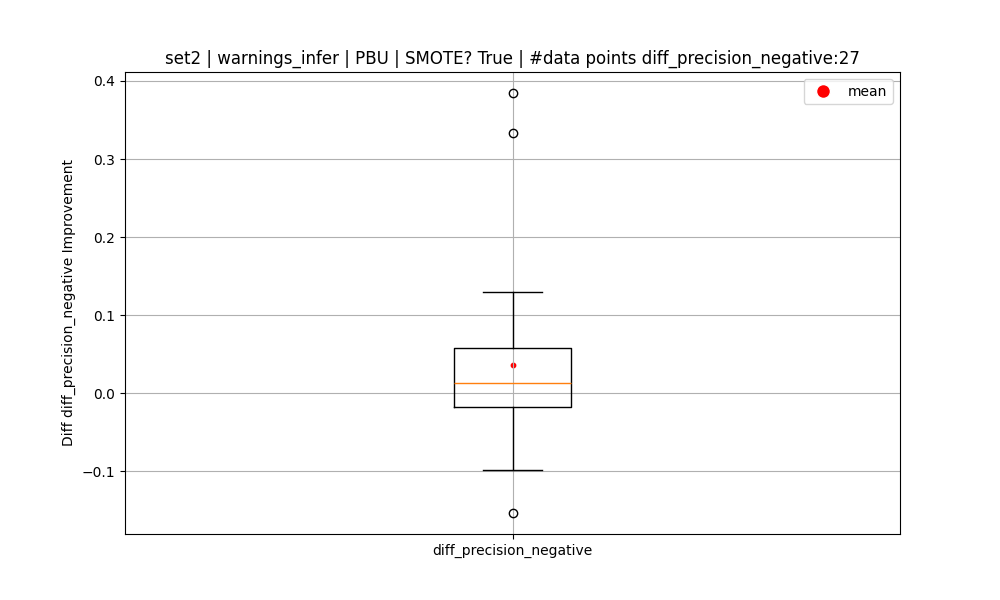 set2 | warnings_infer | PBU | SMOTE? True | #data points diff_precision_negative:27
mean
Diff diff_precision_negative Improvement
0.4
0.3
0.2
0.1
0.0
−0.1
diff_precision_negative